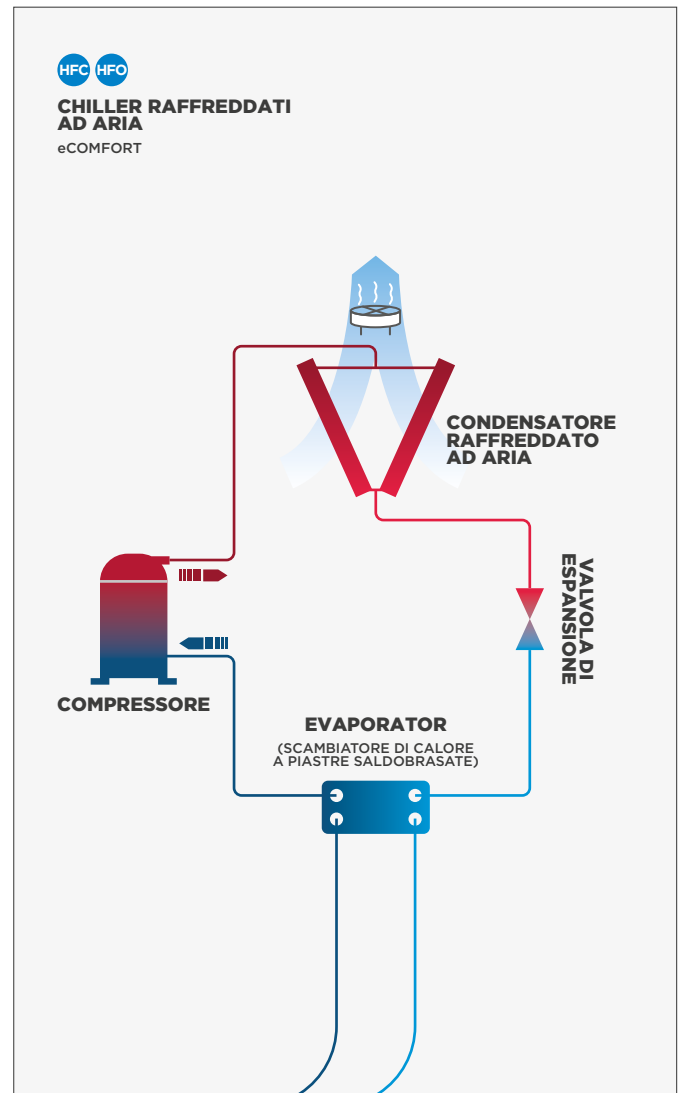 HFC HFO
CHILLER RAFFREDDATI
AD ARIA
eCOMFORT
CONDENSATORE
RAFFREDDATO
AD ARIA
VALVOLA DI
ESPANSIONE
COMPRESSORE
EVAPORATOR
(SCAMBIATORE DI CALORE
A PIASTRE SALDOBRASATE)